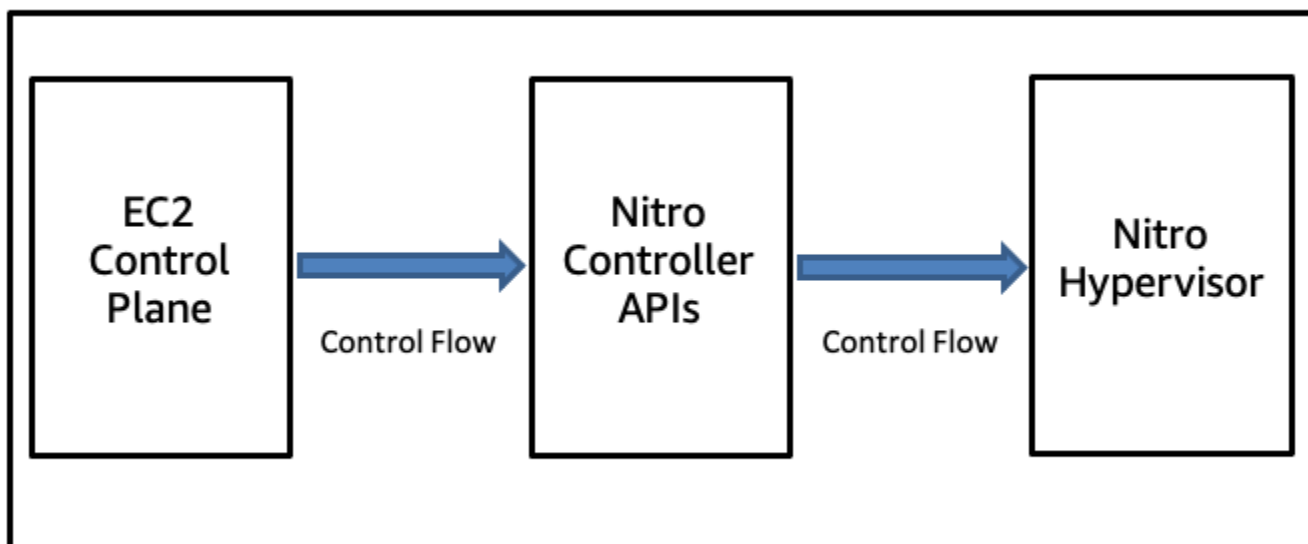 EC2
Control
Plane
Control Flow
Nitro
Controller
APIs
Control Flow
Nitro
Hypervisor